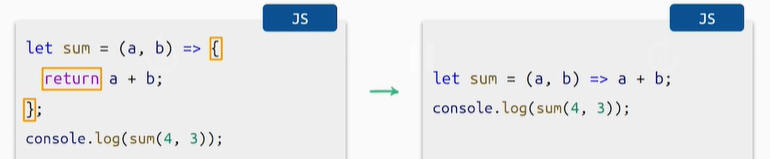 JS
let sum = (a, b) => {
return a + b;
};
console.log(sum(4, 3));
JS
let sum = (a, b) => a + b;
console.log(sum(4, 3));